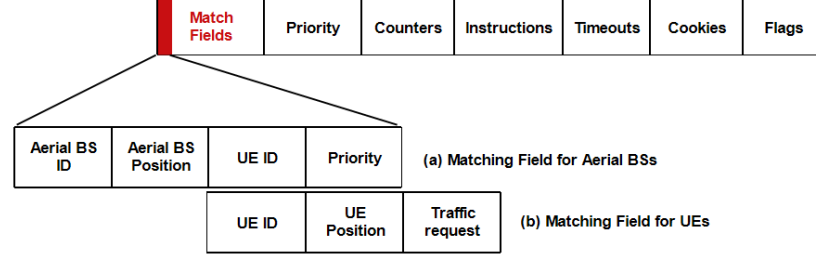 Match
Fields
Priority
Counters
Instructions
Timeouts
Cookies
Flags
Aerial BS
ID
Aerial BS
Position
UE ID
Priority
(a) Matching Field for Aerial BSs
UE ID
UE
Position
Traffic
request
(b) Matching Field for UEs